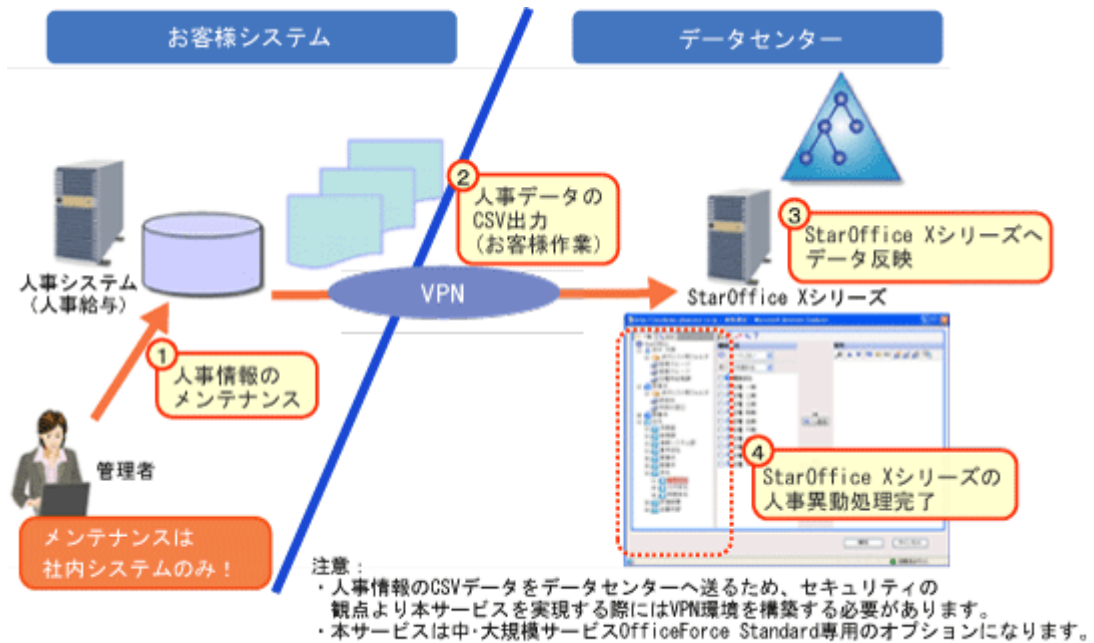 お客様システム
データセンター
②
人事データの
CSV出力
(お客様作業)
③
StarOffice Xシリーズへ
データ反映
人事システム
(人事給与)
VPN
StarOffice Xシリーズ
①
人事情報の
メンテナンス
管理者
④
StarOffice Xシリーズの
人事異動処理完了
メンテナンスは
社内システムのみ！
注意：
・人事情報のCSVデータをデータセンターへ送るため、セキュリティの
観点より本サービスを実現する際にはVPN環境を構築する必要があります。
・本サービスは中・大規模サービスOfficeForce Standard専用のオプションになります。